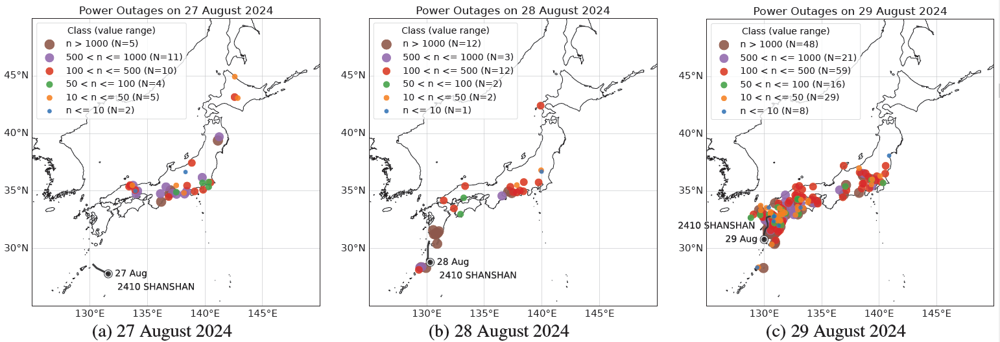 Power Outages on 27 August 2024
Class (value range)
n > 1000 (N=5)
500 < n <= 1000 (N=11)
100 < n <= 500 (N=10)
50 < n <= 100 (N=4)
10 < n <= 50 (N=5)
n <= 10 (N=2)
45°N
40°N
35°N
30°N
27 Aug
2410 SHANSHAN
130°E 135°E 140°E 145°E
(a) 27 August 2024
Power Outages on 28 August 2024
Class (value range)
n > 1000 (N=12)
500 < n <= 1000 (N=3)
100 < n <= 500 (N=12)
50 < n <= 100 (N=2)
10 < n <= 50 (N=2)
n <= 10 (N=1)
45°N
40°N
35°N
30°N
28 Aug
2410 SHANSHAN
130°E 135°E 140°E 145°E
(b) 28 August 2024
Power Outages on 29 August 2024
Class (value range)
n > 1000 (N=48)
500 < n <= 1000 (N=21)
100 < n <= 500 (N=59)
50 < n <= 100 (N=16)
10 < n <= 50 (N=29)
n <= 10 (N=8)
45°N
40°N
35°N
2410 SHANSHAN
29 Aug
30°N
130°E 135°E 140°E 145°E
(c) 29 August 2024